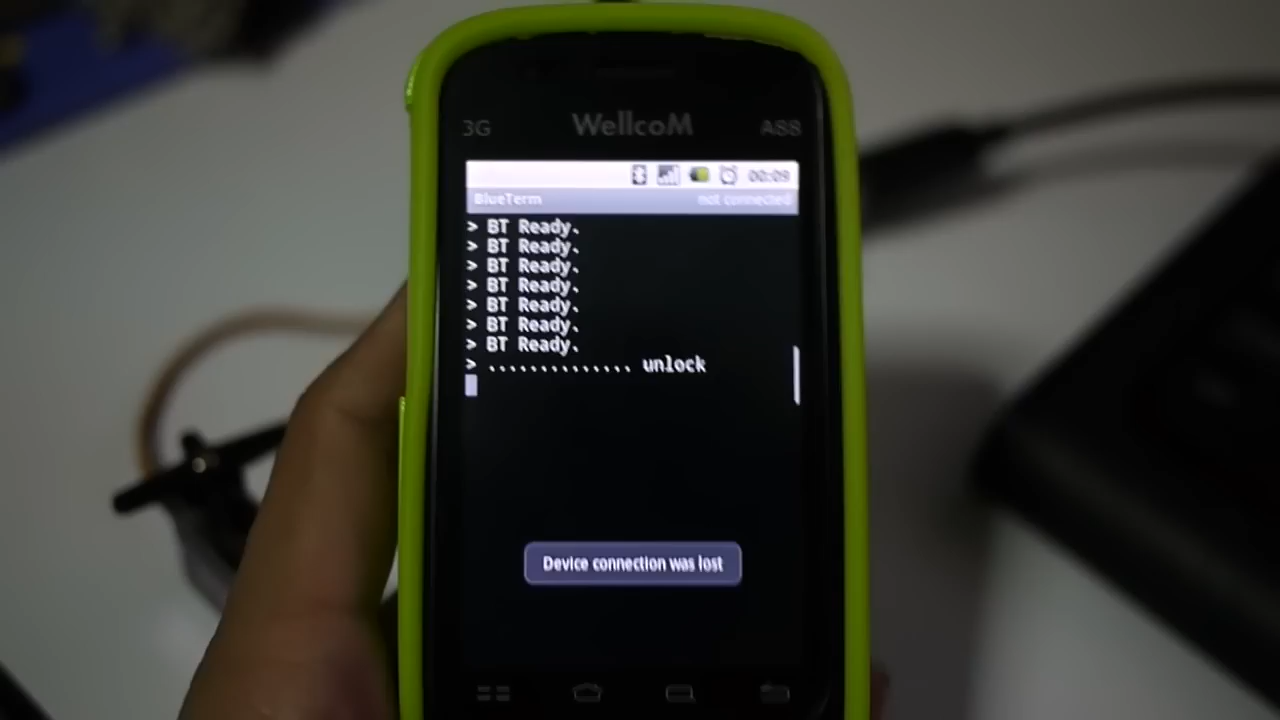 3G WellcoM A88
00:09
BlueTerm not connected
> BT Ready.
> BT Ready.
> BT Ready.
> BT Ready.
> BT Ready.
> BT Ready.
> BT Ready.
> .............. unlock
Device connection was lost